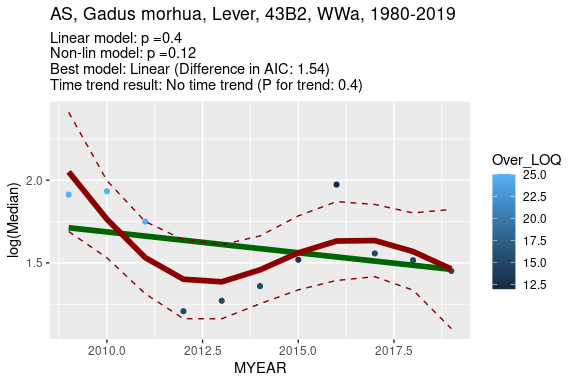 AS, Gadus morhua, Lever, 43B2, WWa, 1980-2019
Linear model: p =0.4
Non-lin model: p =0.12
Best model: Linear (Difference in AIC: 1.54)
Time trend result: No time trend (P for trend: 0.4)
2.0
1.5
log(Median)
2010.0 2012.5 2015.0 2017.5
MYEAR
Over_LOQ
25.0
22.5
20.0
17.5
15.0
12.5